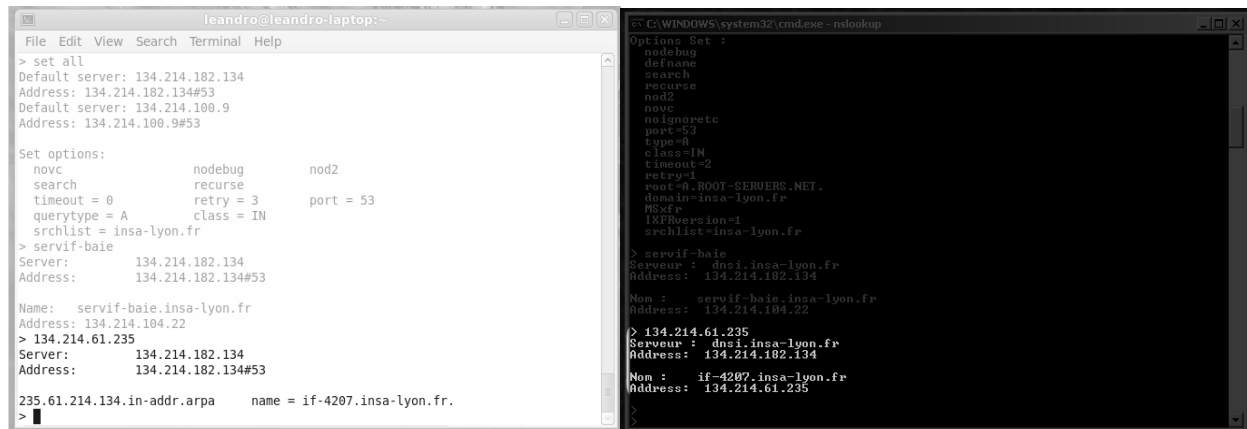 leandro@leandro-laptop:~
File Edit View Search Terminal Help
> set all
Default server: 134.214.182.134
Address: 134.214.182.134#53
Default server: 134.214.100.9
Address: 134.214.100.9#53
Set options:
novc nodebug nod2
search recurse
timeout = 0 retry = 3 port = 53
querytype = A class = IN
srchlist = insa-lyon.fr
> servif-baie
Server: 134.214.182.134
Address: 134.214.182.134#53
Name: servif-baie.insa-lyon.fr
Address: 134.214.104.22
> 134.214.61.235
Server: 134.214.182.134
Address: 134.214.182.134#53
235.61.214.134.in-addr.arpa name = if-4207.insa-lyon.fr.
>
C:\WINDOWS\system32\cmd.exe - nslookup
Options Set :
nodebug
defname
search
recurse
nod2
novc
noignoretc
port=53
type=A
class=IN
timeout=2
retry=1
root=A.ROOT-SERVERS.NET.
domain=insa-lyon.fr
MSxfr
IXFRversion=1
srchlist=insa-lyon.fr
> servif-baie
Serveur : dnsi.insa-lyon.fr
Address: 134.214.182.134
Nom : servif-baie.insa-lyon.fr
Address: 134.214.104.22
> 134.214.61.235
Serveur : dnsi.insa-lyon.fr
Address: 134.214.182.134
Nom : if-4207.insa-lyon.fr
Address: 134.214.61.235
>
>